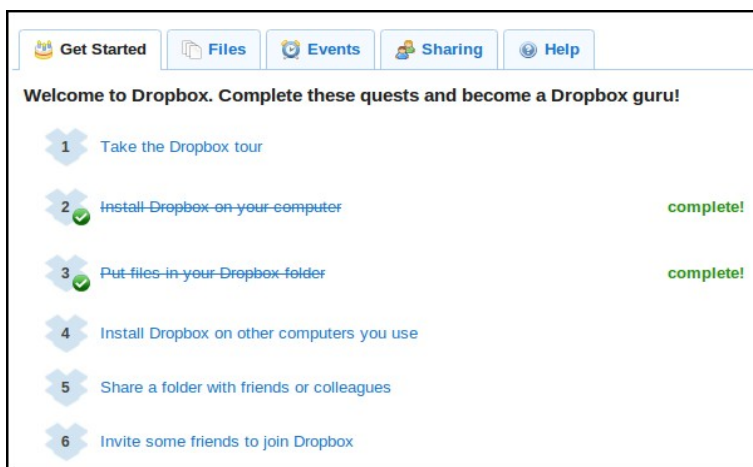 Get Started Files Events Sharing Help
Welcome to Dropbox. Complete these quests and become a Dropbox guru!
1 Take the Dropbox tour
2 Install Dropbox on your computer complete!
3 Put files in your Dropbox folder complete!
4 Install Dropbox on other computers you use
5 Share a folder with friends or colleagues
6 Invite some friends to join Dropbox